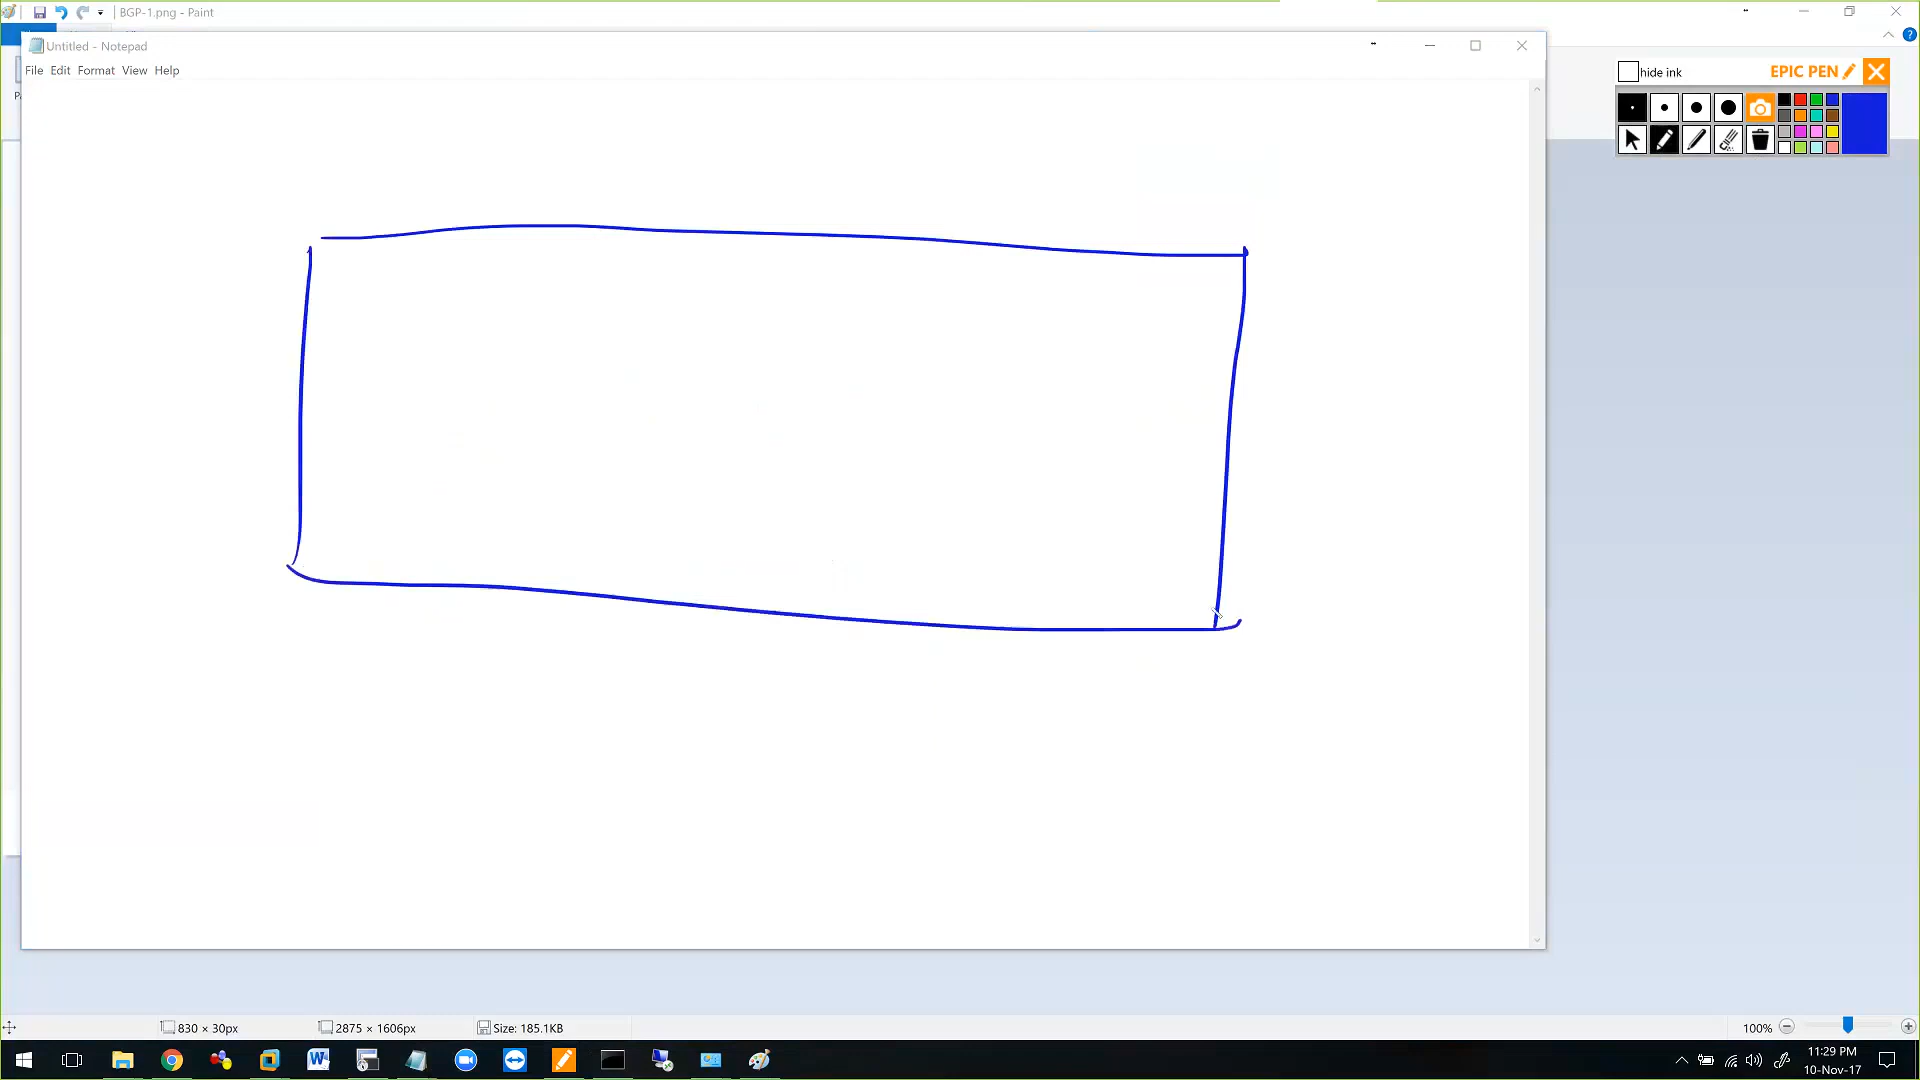 BGP-1.png - Paint
Untitled - Notepad
File Edit Format View Help
hide ink EPIC PEN
830 × 30px
2875 × 1606px
Size: 185.1KB
100%
11:29 PM
10-Nov-17